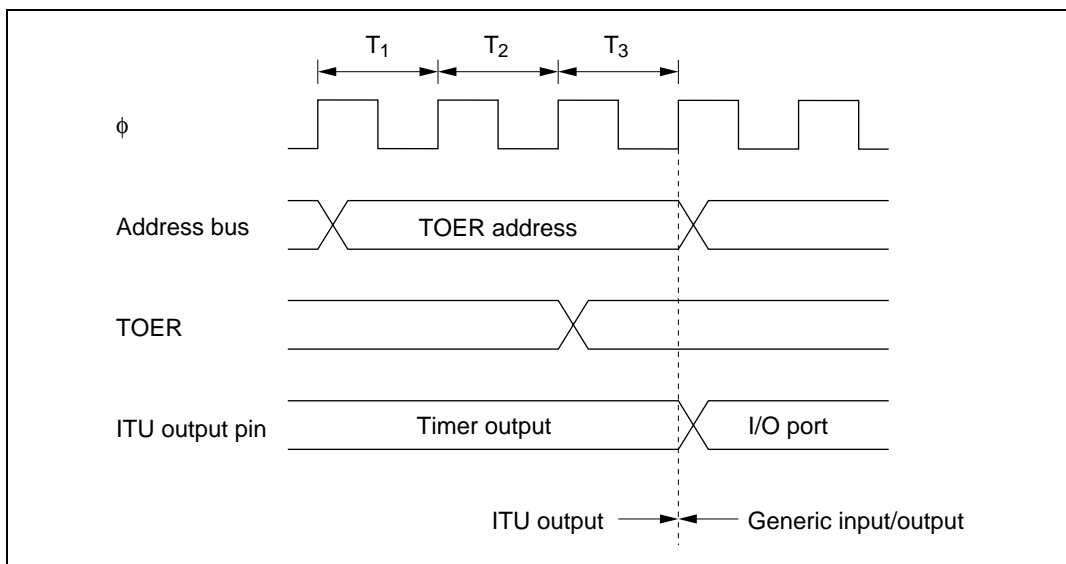 T1 T2 T3
φ
Address bus TOER address
TOER
ITU output pin Timer output I/O port
ITU output Generic input/output